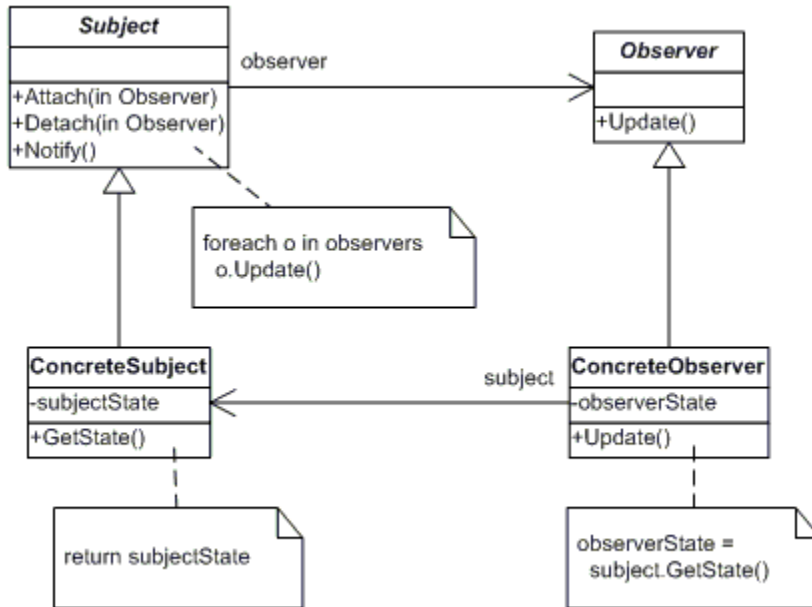 Subject
+Attach(in Observer)
+Detach(in Observer)
+Notify()
observer
Observer
+Update()
foreach o in observers
o.Update()
ConcreteSubject
-subjectState
+GetState()
subject
ConcreteObserver
-observerState
+Update()
return subjectState
observerState =
subject.GetState()